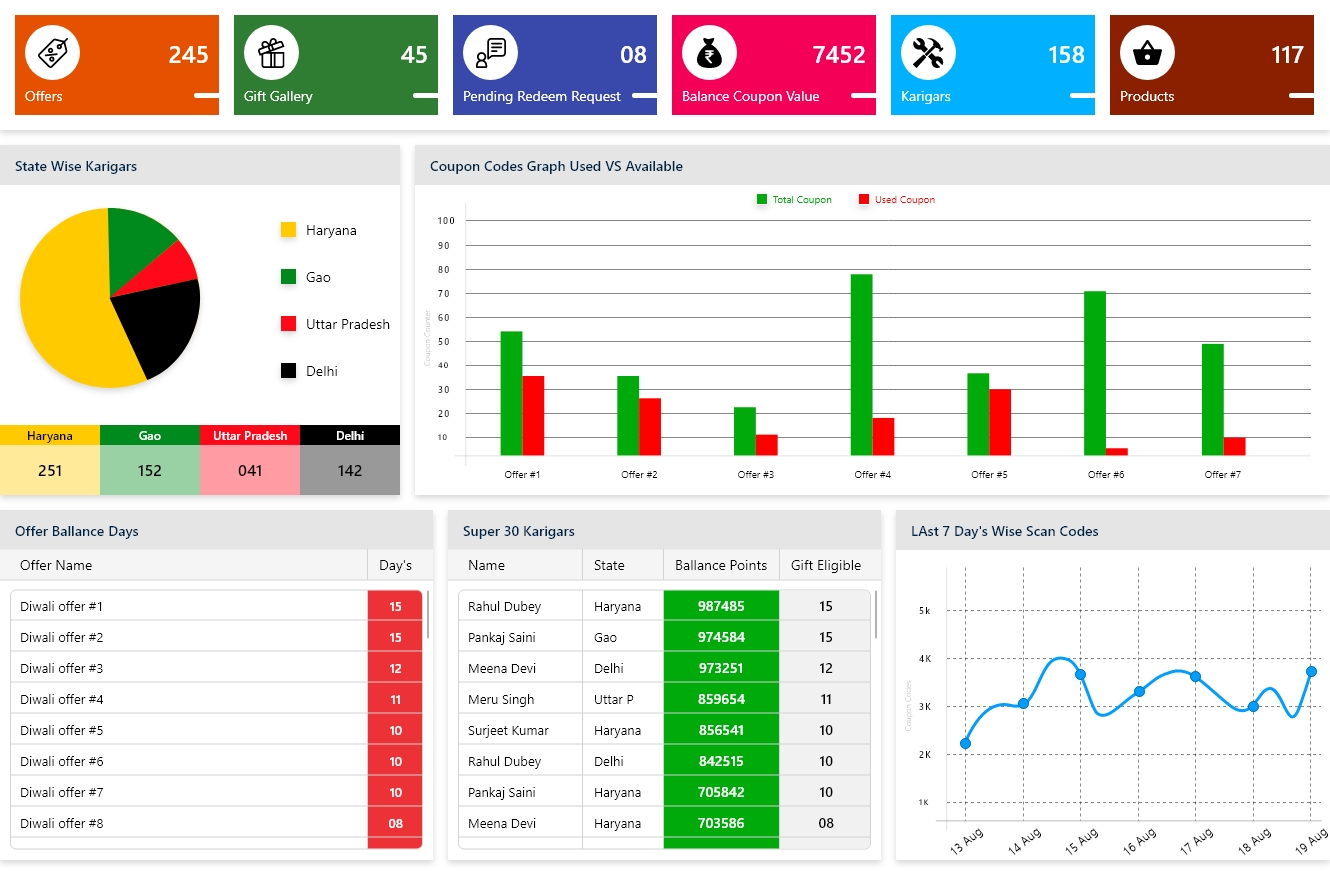 245
Offers
45
Gift Gallery
08
Pending Redeem Request
₹
7452
Balance Coupon Value
158
Karigars
117
Products
State Wise Karigars
Haryana
Gao
Uttar Pradesh
Delhi
Haryana Gao Uttar Pradesh Delhi
251 152 041 142
Coupon Codes Graph Used VS Available
Total Coupon Used Coupon
100
90
80
70
60
50
40
30
20
10
Coupon Counter
Offer #1 Offer #2 Offer #3 Offer #4 Offer #5 Offer #6 Offer #7
Offer Ballance Days
Offer Name Day's
Diwali offer #1 15
Diwali offer #2 15
Diwali offer #3 12
Diwali offer #4 11
Diwali offer #5 10
Diwali offer #6 10
Diwali offer #7 10
Diwali offer #8 08
Super 30 Karigars
Name State Ballance Points Gift Eligible
Rahul Dubey Haryana 987485 15
Pankaj Saini Gao 974584 15
Meena Devi Delhi 973251 12
Meru Singh Uttar P 859654 11
Surjeet Kumar Haryana 856541 10
Rahul Dubey Delhi 842515 10
Pankaj Saini Haryana 705842 10
Meena Devi Haryana 703586 08
LAst 7 Day's Wise Scan Codes
5k
4K
3K
2K
1K
Coupon Codes
13 Aug 14 Aug 15 Aug 16 Aug 17 Aug 18 Aug 19 Aug